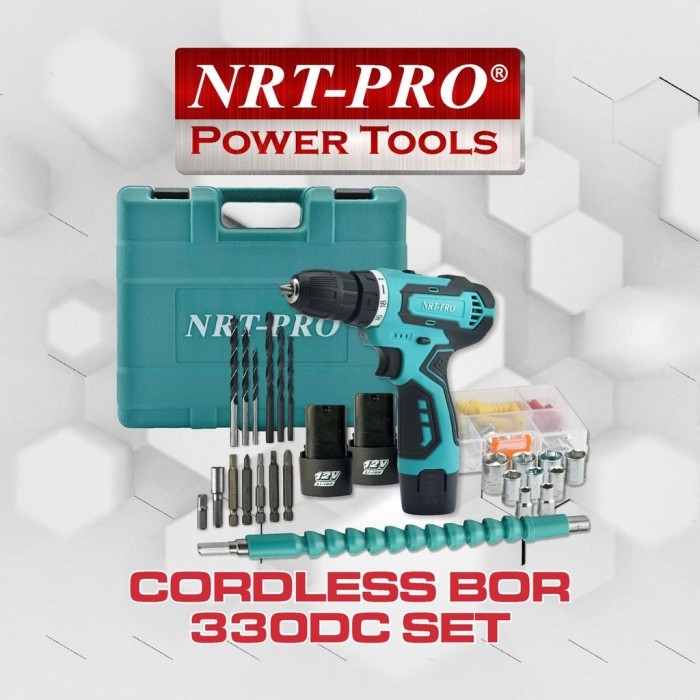 NRT-PRO®
POWER TOOLS
NRT-PRO
NRT-PRO
12V
12V
CORDLESS BOR
330DC SET